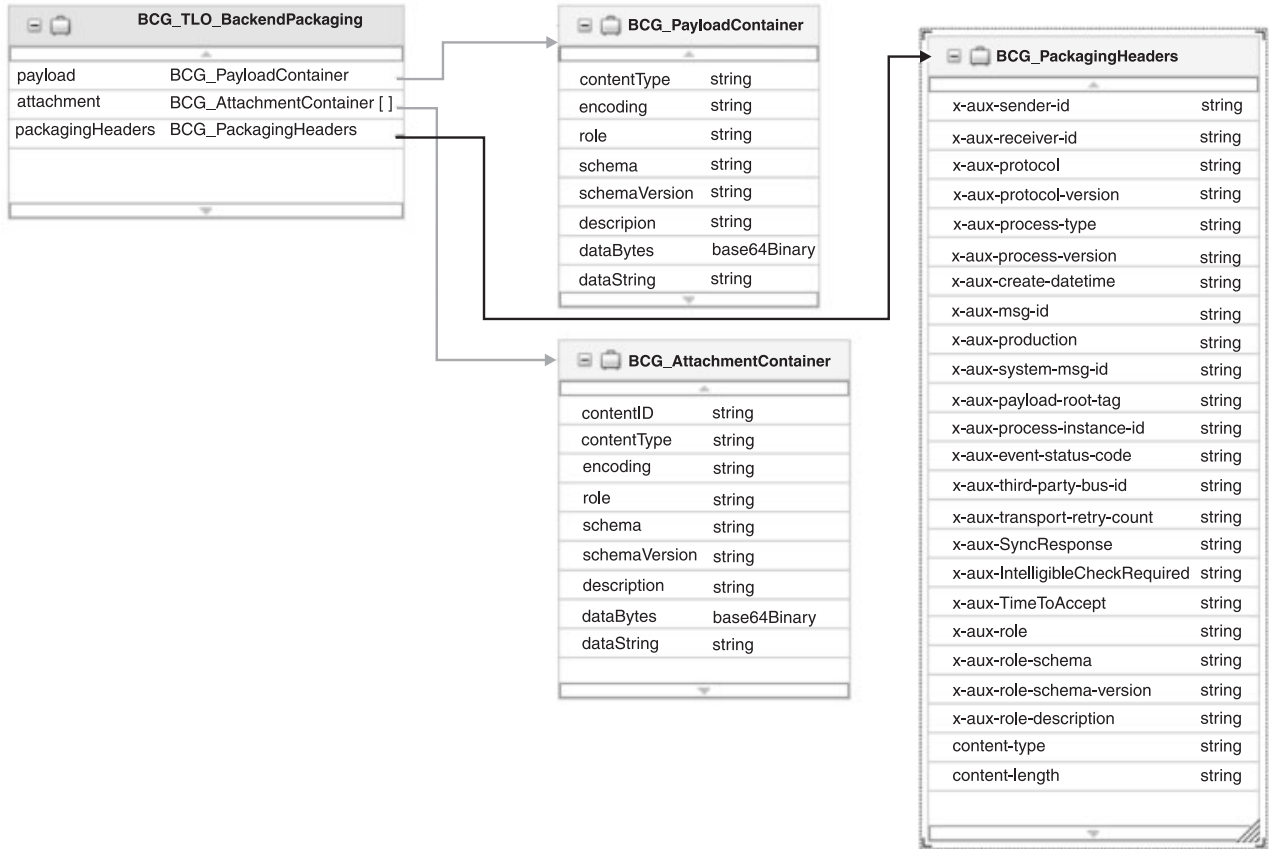 BCG_TLO_BackendPackaging
payload BCG_PayloadContainer
attachment BCG_AttachmentContainer [ ]
packagingHeaders BCG_PackagingHeaders
BCG_PayloadContainer
contentType string
encoding string
role string
schema string
schemaVersion string
descripion string
dataBytes base64Binary
dataString string
BCG_AttachmentContainer
contentID string
contentType string
encoding string
role string
schema string
schemaVersion string
description string
dataBytes base64Binary
dataString string
BCG_PackagingHeaders
x-aux-sender-id string
x-aux-receiver-id string
x-aux-protocol string
x-aux-protocol-version string
x-aux-process-type string
x-aux-process-version string
x-aux-create-datetime string
x-aux-msg-id string
x-aux-production string
x-aux-system-msg-id string
x-aux-payload-root-tag string
x-aux-process-instance-id string
x-aux-event-status-code string
x-aux-third-party-bus-id string
x-aux-transport-retry-count string
x-aux-SyncResponse string
x-aux-IntelligibleCheckRequired string
x-aux-TimeToAccept string
x-aux-role string
x-aux-role-schema string
x-aux-role-schema-version string
x-aux-role-description string
content-type string
content-length string